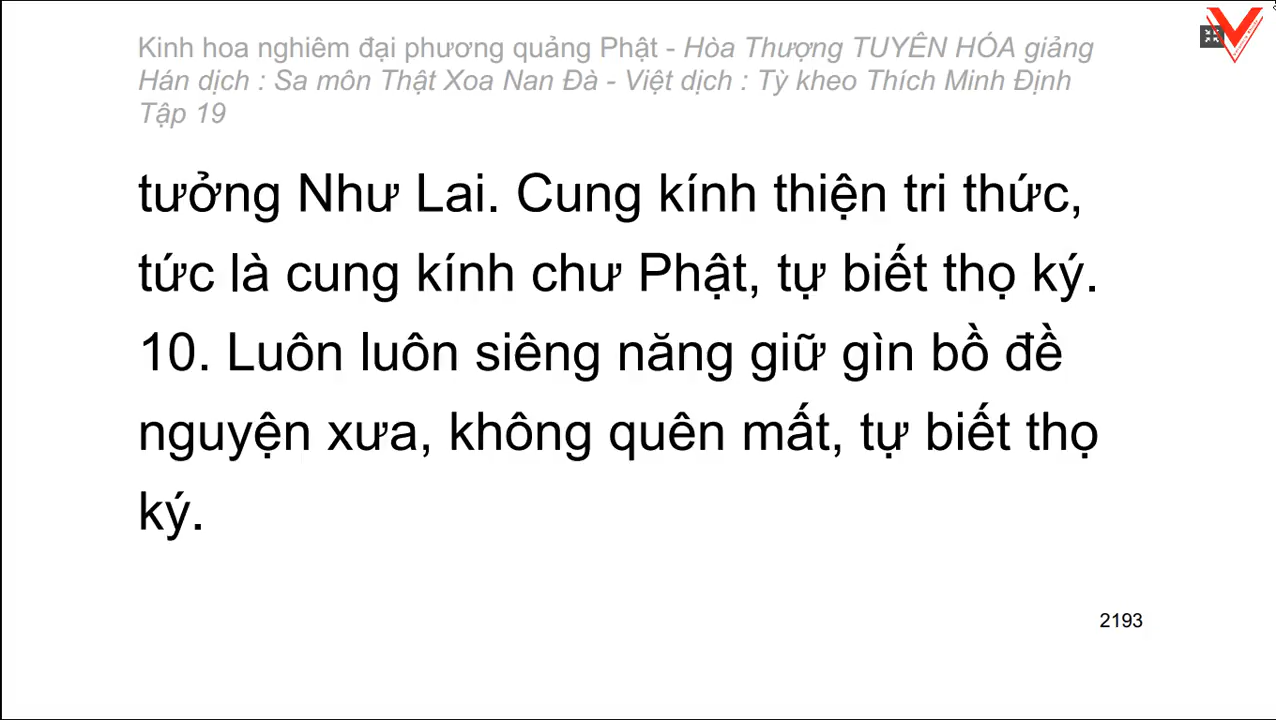 Kinh hoa nghiêm đại phương quảng Phật - Hòa Thượng TUYÊN HÓA giảng
Hán dịch : Sa môn Thật Xoa Nan Đà - Việt dịch : Tỳ kheo Thích Minh Định
Tập 19
tưởng Như Lai. Cung kính thiện tri thức,
tức là cung kính chư Phật, tự biết thọ ký.
10. Luôn luôn siêng năng giữ gìn bồ đề
nguyện xưa, không quên mất, tự biết thọ
ký.
2193